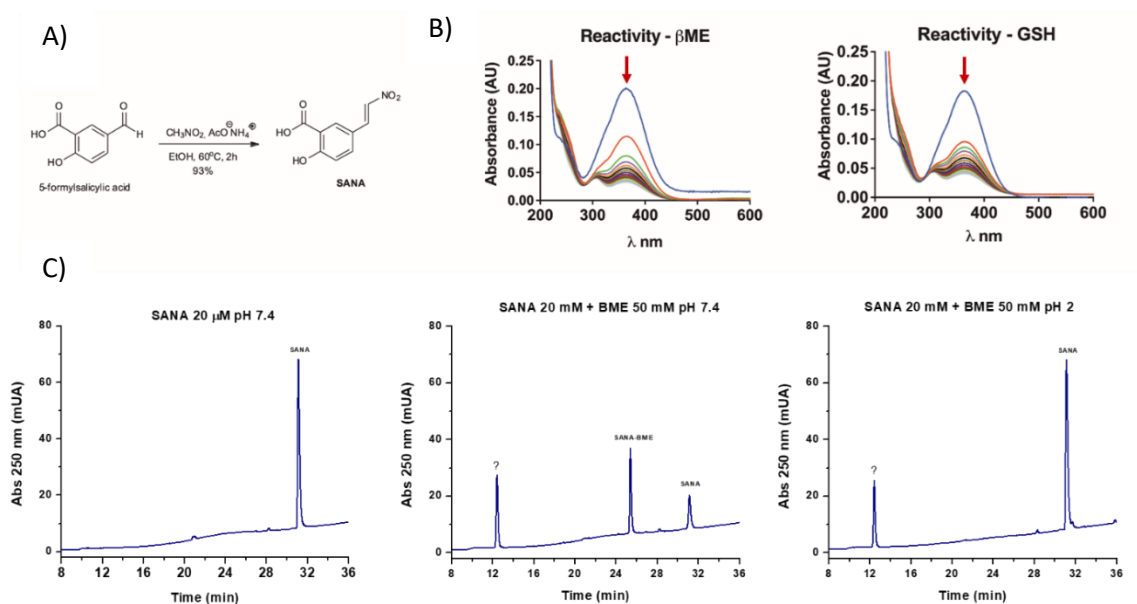 A)
O
O
HO
H
HO
5-formylsalicylic acid
CH₃NO₂, AcO⊖NH₄⊕
EtOH, 60°C, 2h
93%
O
NO₂
HO
HO
SANA
B)
Reactivity - βME
Absorbance (AU)
0.25
0.20
0.15
0.10
0.05
0.00
200 300 400 500 600
λ nm
Reactivity - GSH
Absorbance (AU)
0.25
0.20
0.15
0.10
0.05
0.00
200 300 400 500 600
λ nm
C)
SANA 20 μM pH 7.4
Abs 250 nm (mUA)
80
60
40
20
0
SANA
8 12 16 20 24 28 32 36
Time (min)
SANA 20 mM + BME 50 mM pH 7.4
Abs 250 nm (mUA)
80
60
40
20
0
?
SANA-BME
SANA
8 12 16 20 24 28 32 36
Time (min)
SANA 20 mM + BME 50 mM pH 2
Abs 250 nm (mUA)
80
60
40
20
0
?
SANA
8 12 16 20 24 28 32 36
Time (min)